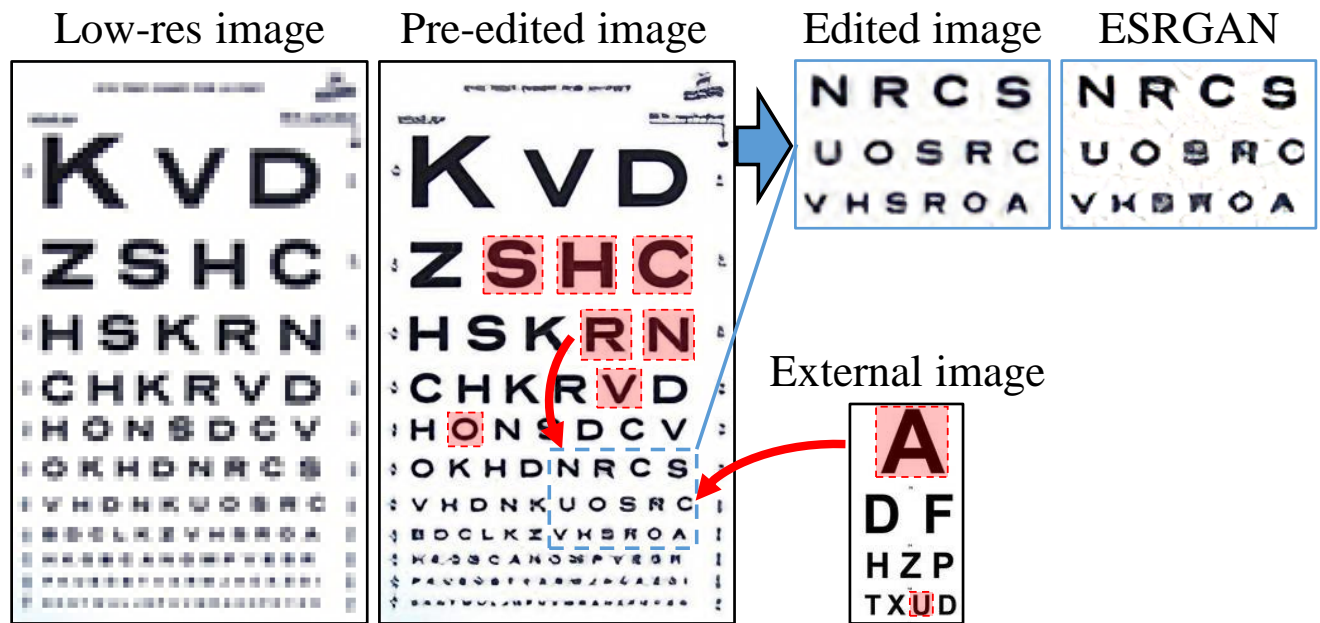 Low-res image
Pre-edited image
Edited image
ESRGAN
K V D
Z S H C
H S K R N
C H K R V D
H O N S D C V
O K H D N R C S
V H D N K U O S R C
B D C L K Z V H S R O A
K V D
Z S H C
H S K R N
C H K R V D
H O N S D C V
O K H D N R C S
V H D N K U O S R C
B D C L K Z V H S R O A
N R C S
U O S R C
V H S R O A
N R C S
U O S R C
V H S R O A
External image
A
D F
H Z P
T X U D